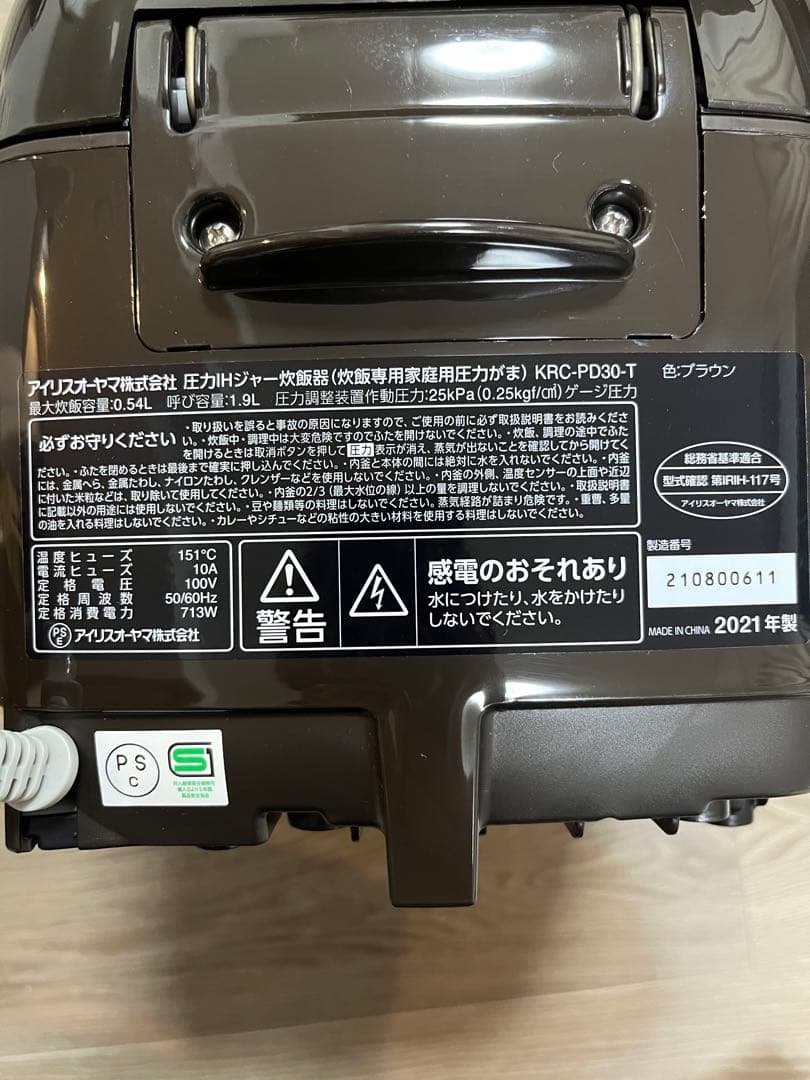 アイリスオーヤマ株式会社 圧力IHジャー炊飯器(炊飯専用家庭用圧力がま) KRC-PD30-T 色:ブラウン
最大炊飯容量:0.54L 呼び容量:1.9L 圧力調整装置作動圧力:25kPa(0.25kgf/㎠)ゲージ圧力
必ずお守りください
・取り扱いを誤ると事故の原因になりますので、ご使用の前に必ず取扱説明書をお読みくださ
い。・炊飯中・調理中は大変危険ですのでふたを開けないでください。・炊飯、調理の途中でふた
を開けるときは取消ボタンを押して 圧力 表示が消え、蒸気が出ないことを確認してから開けてく
ださい。・ふたを閉めるときは最後まで確実に押し込んでください。・内釜と本体の間には絶対に水を入れないでください。・内釜
には、金属へら、金属たわし、ナイロンたわし、クレンザーなどを使用しないでください。・内釜の外側、温度センサーの上面や近辺
に付いた米粒などは、取り除いて使用してください。・内釜の2/3(最大水位の線)以上の量を調理しないでください。・取扱説明書
に記載以外の用途には使用しないでください。・豆や麺類等の料理はしないでください。蒸気経路が詰まり危険です。・重曹、多量
の油を入れる料理はしないでください。・カレーやシチューなどの粘性の大きい材料を使用する料理はしないでください。
総務省基準適合
型式確認 第IRIH-117号
アイリスオーヤマ株式会社
温度ヒューズ 151℃
電流ヒューズ 10A
定格電圧 100V
定格周波数 50/60Hz
定格消費電力 713W
PSE アイリスオーヤマ株式会社
警告
感電のおそれあり
水につけたり、水をかけたり
しないでください。
製造番号
210800611
MADE IN CHINA 2021年製
PS
C